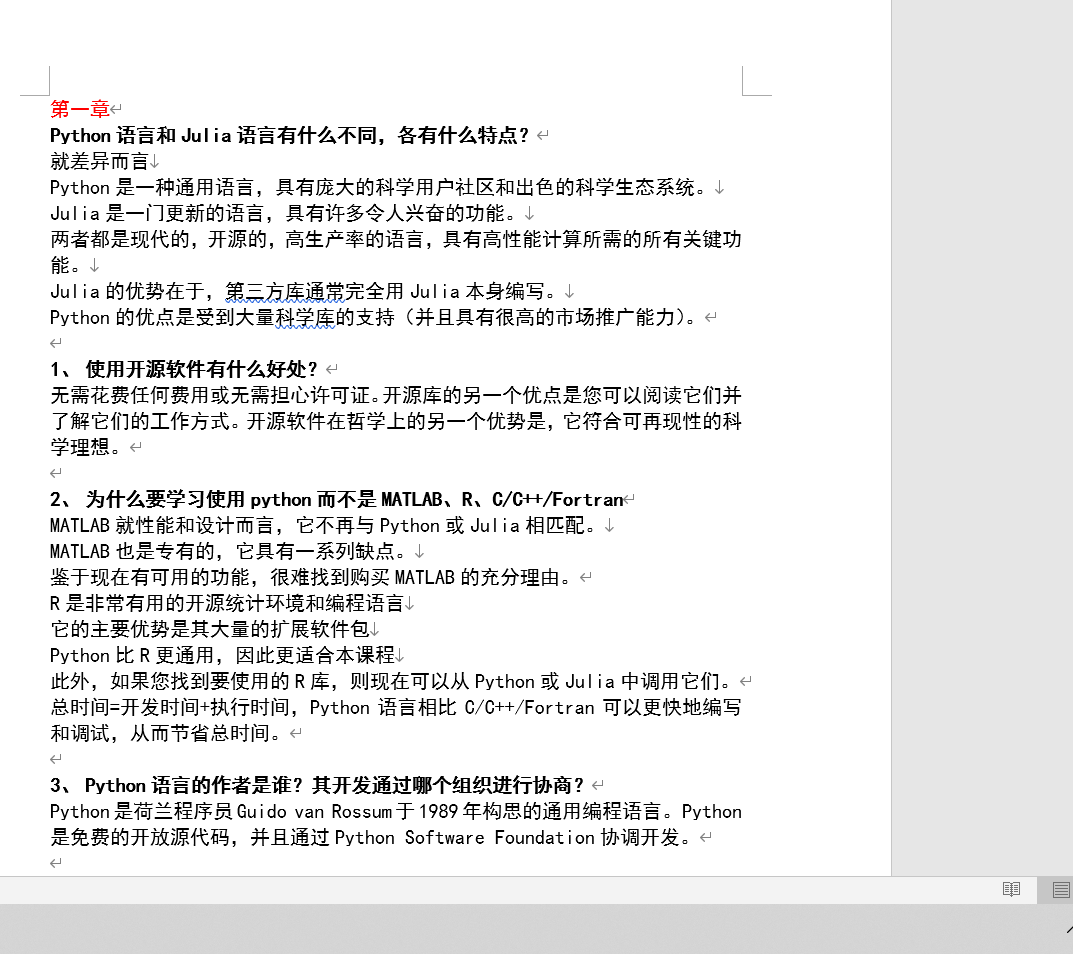 第一章
Python 语言和 Julia 语言有什么不同，各有什么特点？
就差异而言
Python 是一种通用语言，具有庞大的科学用户社区和出色的科学生态系统。
Julia 是一门更新的语言，具有许多令人兴奋的功能。
两者都是现代的，开源的，高生产率的语言，具有高性能计算所需的所有关键功
能。
Julia 的优势在于，第三方库通常完全用 Julia 本身编写。
Python 的优点是受到大量科学库的支持（并且具有很高的市场推广能力）。
1、 使用开源软件有什么好处？
无需花费任何费用或无需担心许可证。开源库的另一个优点是您可以阅读它们并
了解它们的工作方式。开源软件在哲学上的另一个优势是，它符合可再现性的科
学理想。
2、 为什么要学习使用 python 而不是 MATLAB、R、C/C++/Fortran
MATLAB 就性能和设计而言，它不再与 Python 或 Julia 相匹配。
MATLAB 也是专有的，它具有一系列缺点。
鉴于现在有可用的功能，很难找到购买 MATLAB 的充分理由。
R 是非常有用的开源统计环境和编程语言
它的主要优势是其大量的扩展软件包
Python 比 R 更通用，因此更适合本课程
此外，如果您找到要使用的 R 库，则现在可以从 Python 或 Julia 中调用它们。
总时间=开发时间+执行时间，Python 语言相比 C/C++/Fortran 可以更快地编写
和调试，从而节省总时间。
3、 Python 语言的作者是谁？其开发通过哪个组织进行协商？
Python 是荷兰程序员 Guido van Rossum 于 1989 年构思的通用编程语言。Python
是免费的开放源代码，并且通过 Python Software Foundation 协调开发。